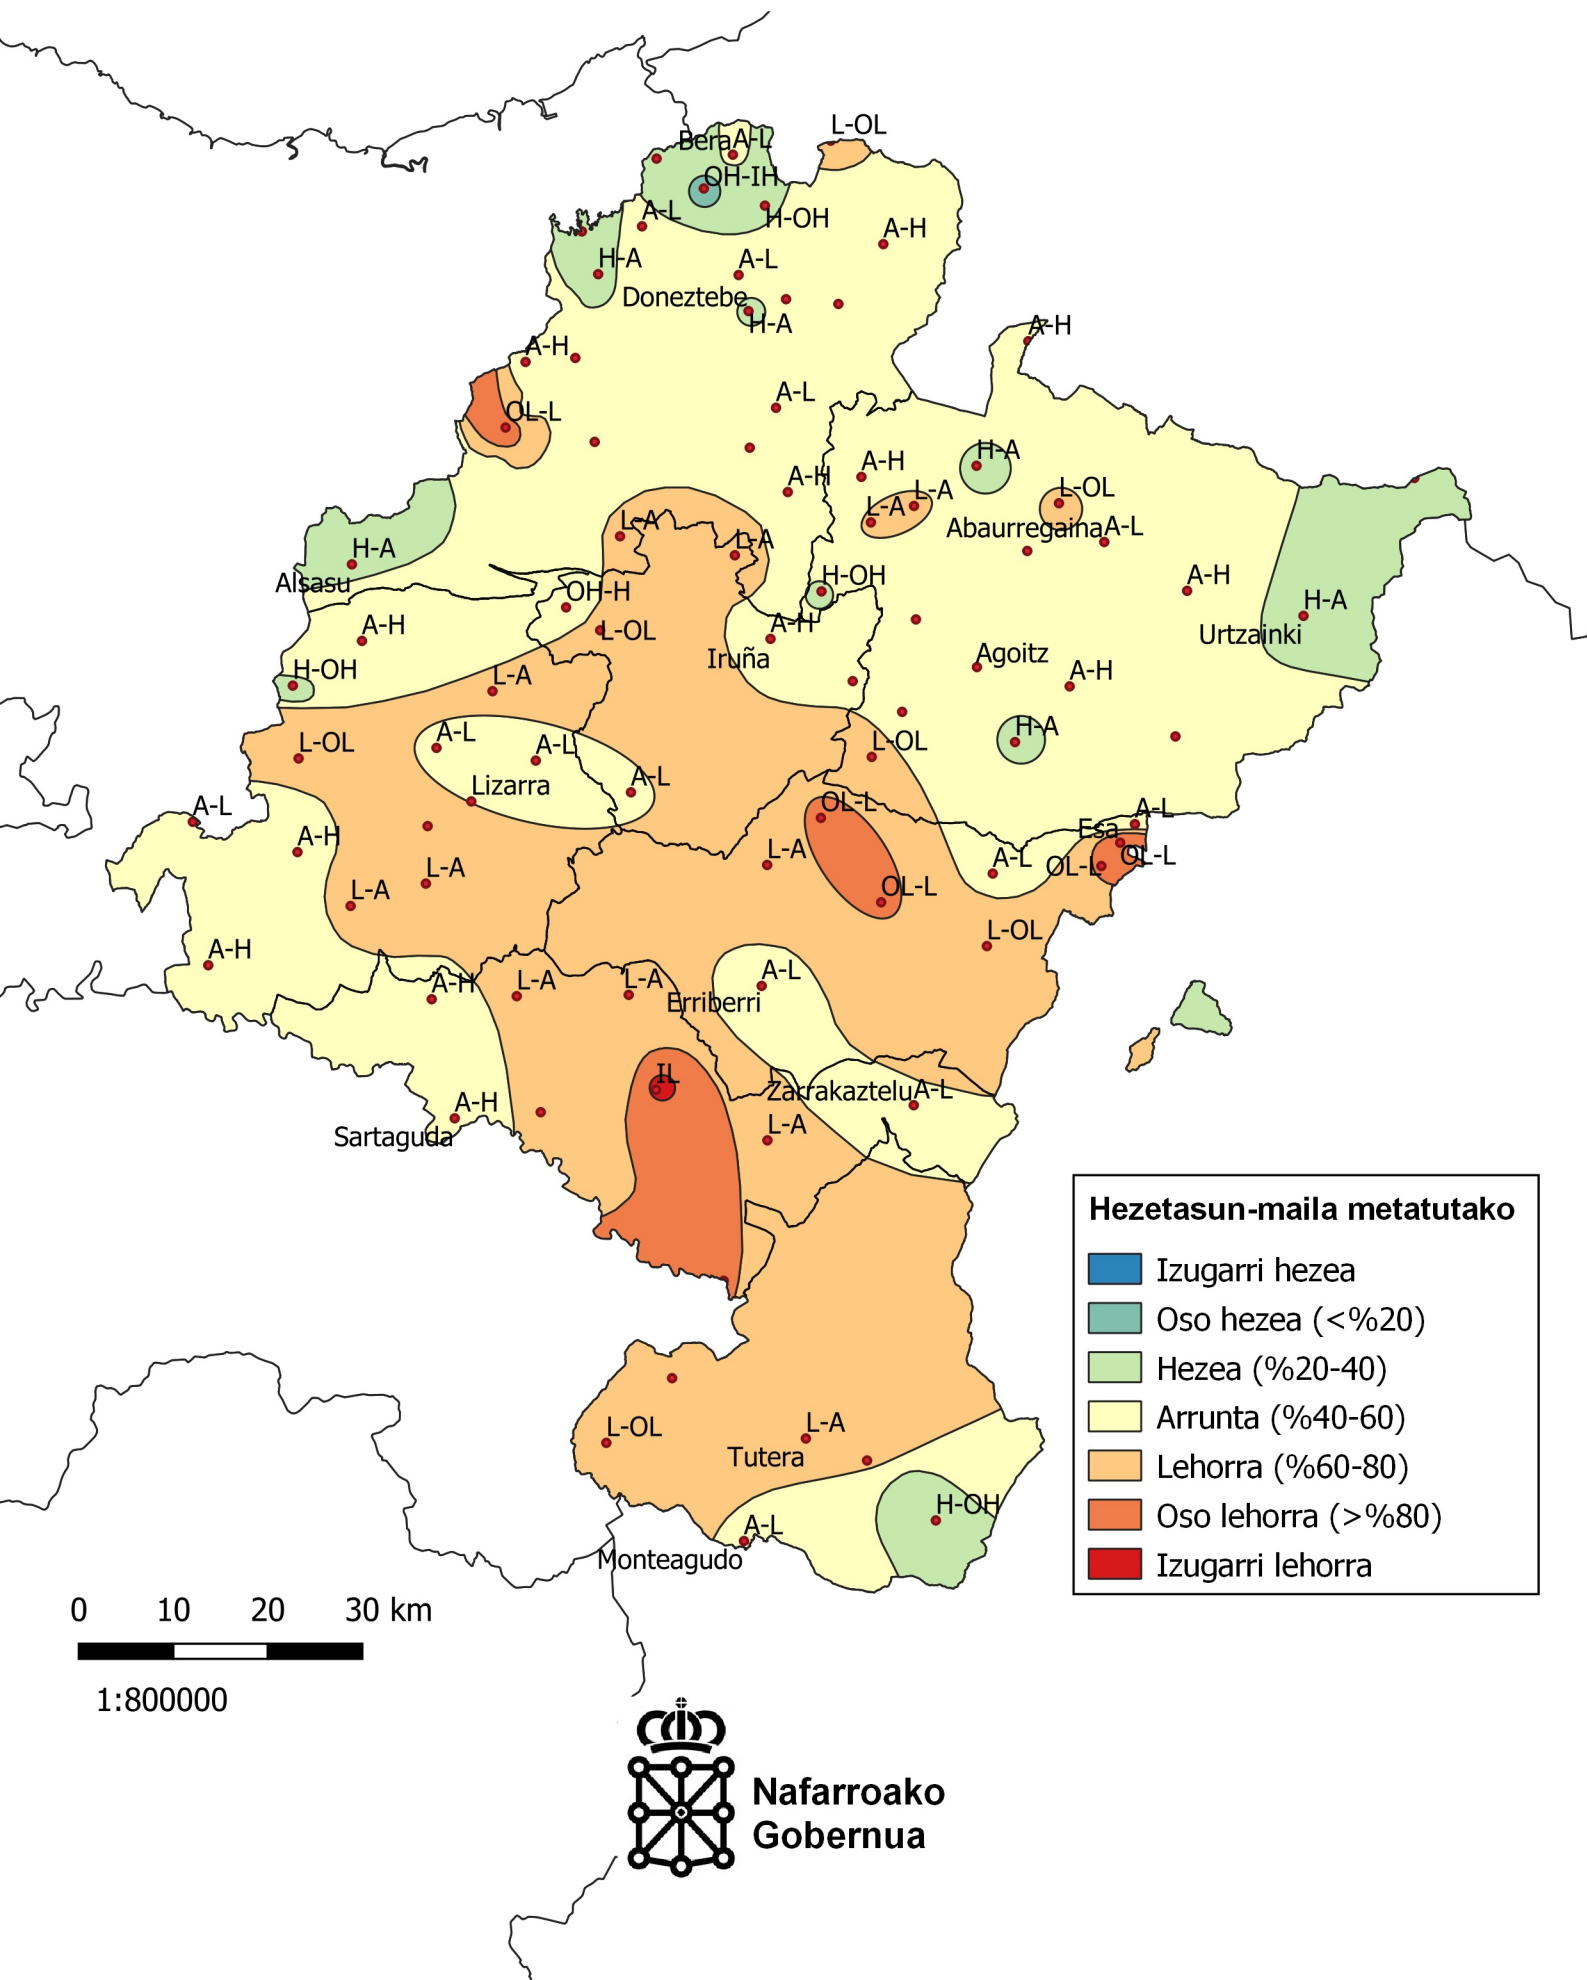 L-OL
Bera A-L
OH-IH
A-L
H-OH
A-H
H-A
A-L
Doneztebe
H-A
A-H
A-H
A-L
OL-L
A-H
A-H
H-A
L-A
L-A
L-OL
Abaurregaina A-L
L-A
L-A
H-A
Alsasu
H-OH
OH-H
A-H
H-A
Urtzainki
A-H
L-OL
A-H
Iruña
Agoitz
H-OH
L-A
A-H
L-OL
A-L
A-L
H-A
L-OL
Lizarra
A-L
A-L
OL-L
A-L
Esa
A-H
L-A
A-L
OL-L
OL-L
L-A
L-A
OL-L
L-OL
A-H
A-H
L-A
L-A
A-L
Erriberri
IL
Zarrakaztelu A-L
A-H
Sartaguda
L-A
Hezetasun-maila metatutako
Izugarri hezea
Oso hezea (<%20)
Hezea (%20-40)
Arrunta (%40-60)
Lehorra (%60-80)
Oso lehorra (>%80)
Izugarri lehorra
L-OL
L-A
Tutera
H-OH
A-L
Monteagudo
0 10 20 30 km
1:800000
Nafarroako
Gobernua